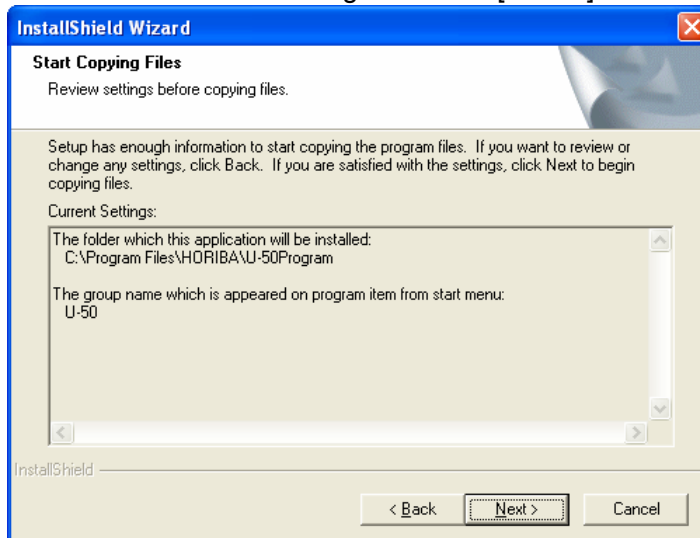 InstallShield Wizard
Start Copying Files
Review settings before copying files.
Setup has enough information to start copying the program files. If you want to review or
change any settings, click Back. If you are satisfied with the settings, click Next to begin
copying files.
Current Settings:
The folder which this application will be installed:
C:\Program Files\HORIBA\U-50Program
The group name which is appeared on program item from start menu:
U-50
InstallShield
< Back Next > Cancel